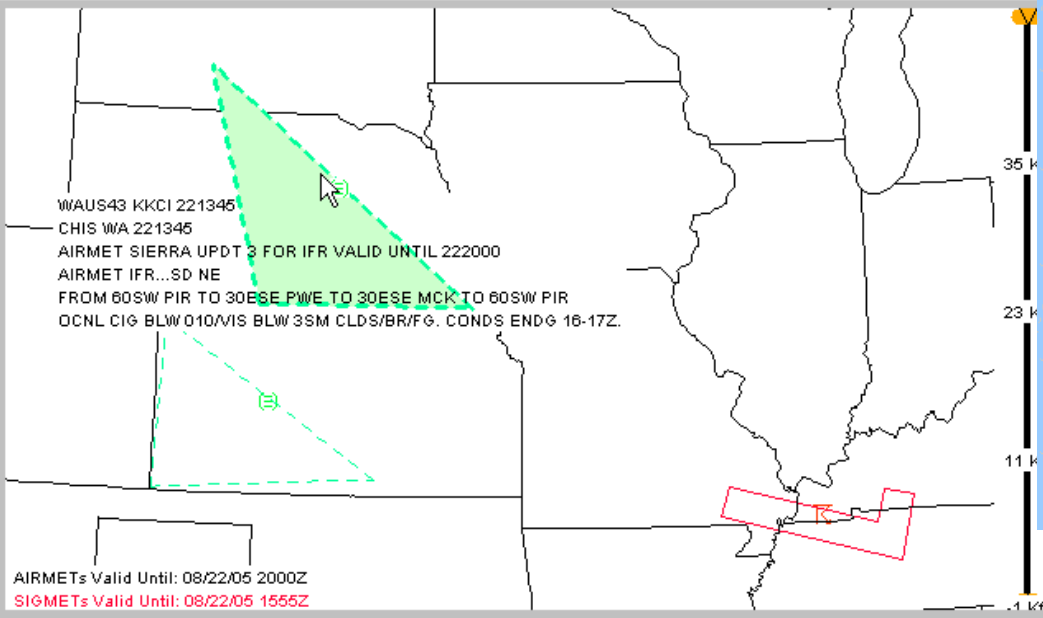 V
35 k
WAUS43 KKCI 221345
CHIS WA 221345
AIRMET SIERRA UPDT 3 FOR IFR VALID UNTIL 222000
AIRMET IFR...SD NE
FROM 60SW PIR TO 30ESE PWE TO 30ESE MCK TO 60SW PIR
OCNL CIG BLW 010/VIS BLW 3SM CLDS/BR/FG. CONDS ENDG 16-17Z.
23 k
11 k
AIRMETs Valid Until: 08/22/05 2000Z
SIGMETs Valid Until: 08/22/05 1555Z
-1 Kf